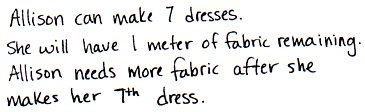 Allison can make 7 dresses.
She will have 1 meter of fabric remaining.
Allison needs more fabric after she
makes her 7th dress.